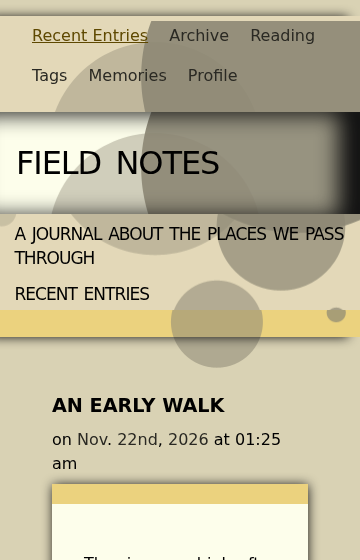 Recent Entries Archive Reading
Tags Memories Profile
FIELD NOTES
A JOURNAL ABOUT THE PLACES WE PASS
THROUGH
RECENT ENTRIES
AN EARLY WALK
on Nov. 22nd, 2026 at 01:25
am